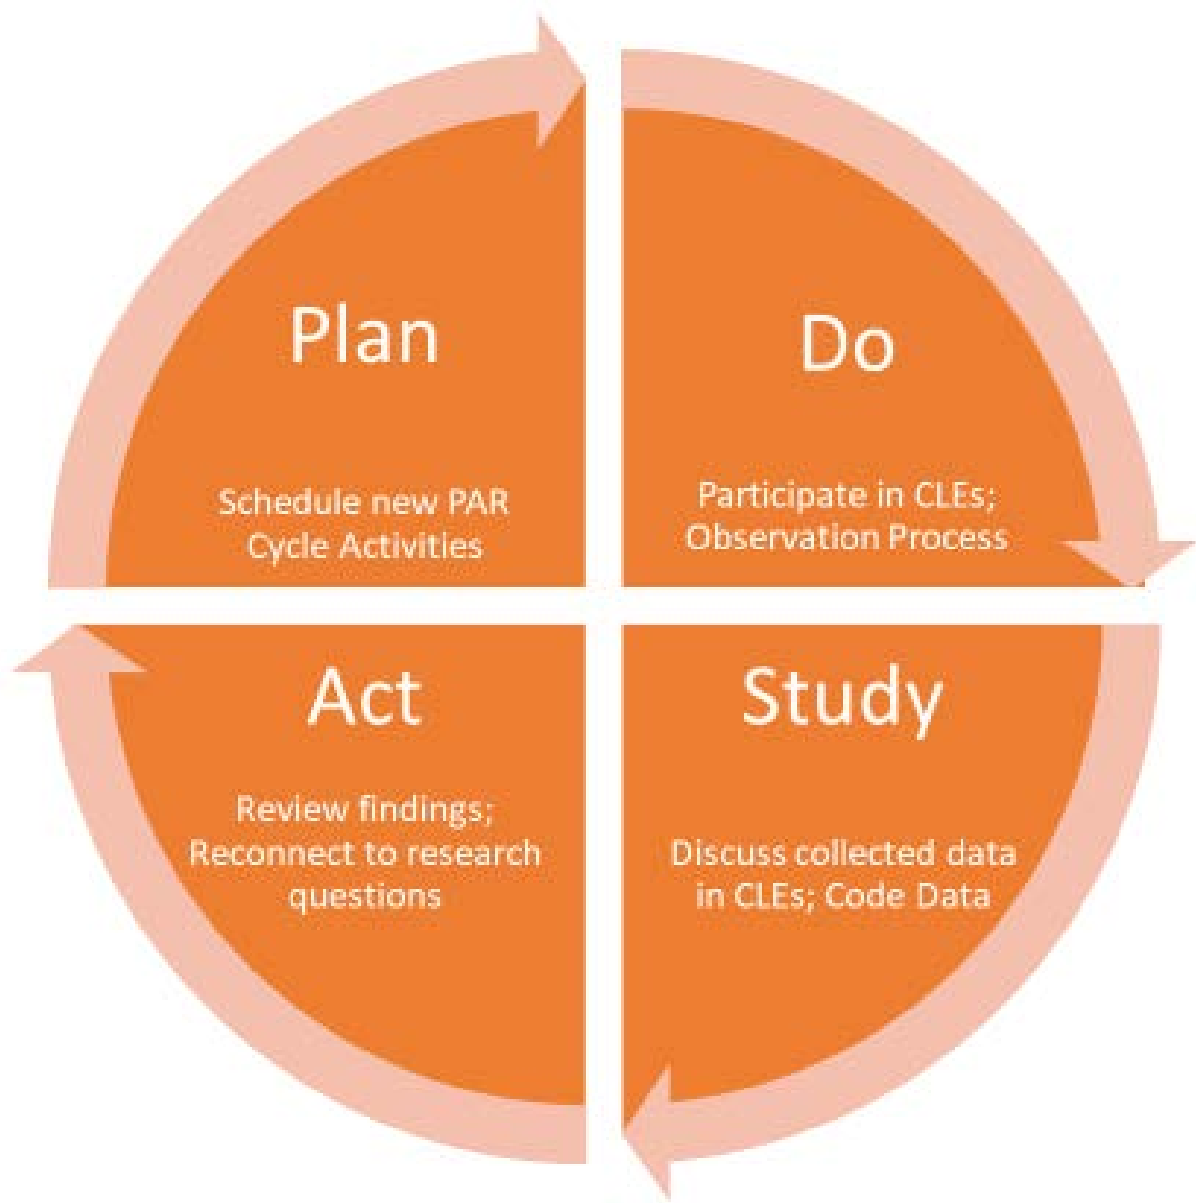 Plan
Schedule new PAR
Cycle Activities
Do
Participate in CLEs;
Observation Process
Act
Review findings;
Reconnect to research
questions
Study
Discuss collected data
in CLEs; Code Data